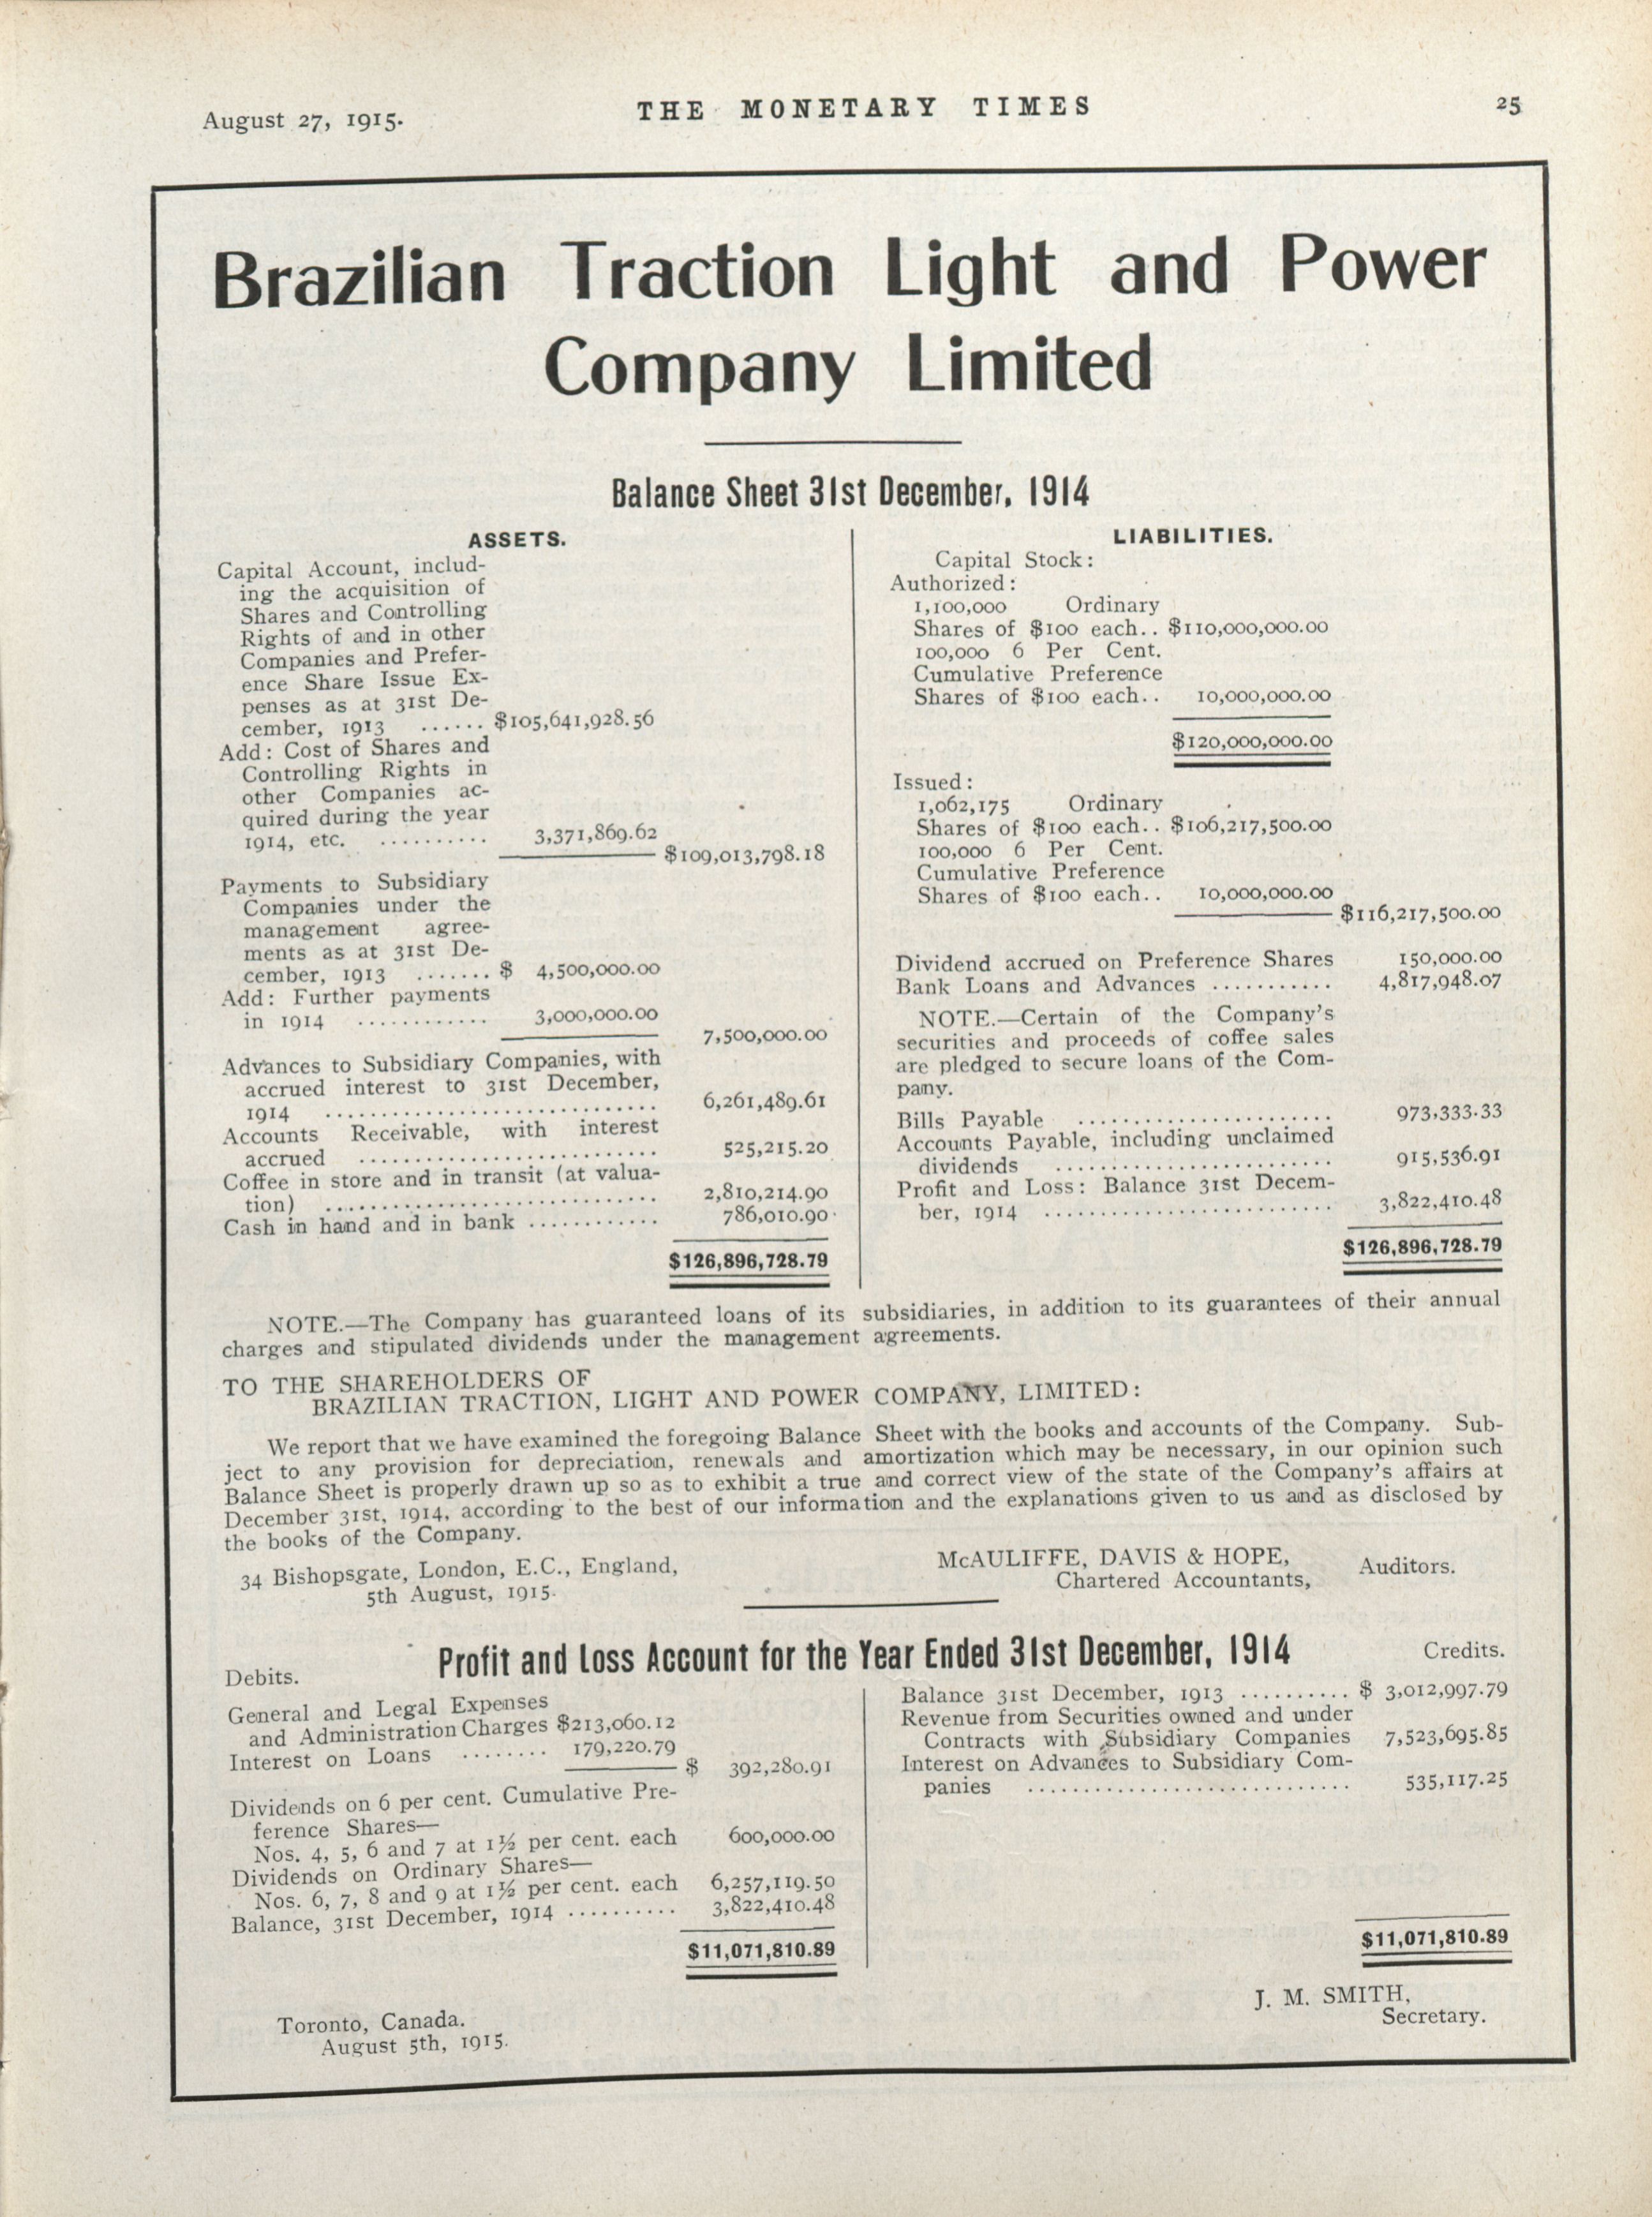 August 27, 1915.
THE MONETARY TIMES
25
Brazilian Traction Light and Power
Company Limited
Balance Sheet 31st December, 1914
ASSETS.
Capital Account, includ-
ing the acquisition of
Shares and Controlling
Rights of and in other
Companies and Prefer-
ence Share Issue Ex-
penses as at 31st De-
cember, 1913 ...... $105,641,928.56
Add: Cost of Shares and
Controlling Rights in
other Companies ac-
quired during the year
1914, etc. .......... 3,371,869.62
$109,013,798.18
Payments to Subsidiary
Companies under the
management agree-
ments as at 31st De-
cember, 1913 ....... $ 4,500,000.00
Add: Further payments
in 1914 ............ 3,000,000.00
7,500,000.00
Advances to Subsidiary Companies, with
accrued interest to 31st December,
1914 .............................. 6,261,489.61
Accounts Receivable, with interest
accrued ........................... 525,215.20
Coffee in store and in transit (at valua-
tion) .............................. 2,810,214.90
Cash in hand and in bank ............ 786,010.90
$126,896,728.79
LIABILITIES.
Capital Stock:
Authorized:
1,100,000 Ordinary
Shares of $100 each.. $110,000,000.00
100,000 6 Per Cent.
Cumulative Preference
Shares of $100 each.. 10,000,000.00
$120,000,000.00
Issued:
1,062,175 Ordinary
Shares of $100 each.. $106,217,500.00
100,000 6 Per Cent.
Cumulative Preference
Shares of $100 each.. 10,000,000.00
$116,217,500.00
Dividend accrued on Preference Shares 150,000.00
Bank Loans and Advances ........... 4,817,948.07
NOTE.—Certain of the Company's
securities and proceeds of coffee sales
are pledged to secure loans of the Com-
pany.
Bills Payable ....................... 973,333.33
Accounts Payable, including unclaimed
dividends ......................... 915,536.91
Profit and Loss: Balance 31st Decem-
ber, 1914 .......................... 3,822,410.48
$126,896,728.79
NOTE.—The Company has guaranteed loans of its subsidiaries, in addition to its guarantees of their annual
charges and stipulated dividends under the management agreements.
TO THE SHAREHOLDERS OF
BRAZILIAN TRACTION, LIGHT AND POWER COMPANY, LIMITED:
We report that we have examined the foregoing Balance Sheet with the books and accounts of the Company. Sub-
ject to any provision for depreciation, renewals and amortization which may be necessary, in our opinion such
Balance Sheet is properly drawn up so as to exhibit a true and correct view of the state of the Company's affairs at
December 31st, 1914, according to the best of our information and the explanations given to us and as disclosed by
the books of the Company.
34 Bishopsgate, London, E.C., England,
5th August, 1915.
McAULIFFE, DAVIS & HOPE,
Chartered Accountants,
Auditors.
Profit and Loss Account for the Year Ended 31st December, 1914
Debits.
General and Legal Expenses
and Administration Charges $213,060.12
Interest on Loans ........ 179,220.79
$ 392,280.91
Dividends on 6 per cent. Cumulative Pre-
ference Shares—
Nos. 4, 5, 6 and 7 at 1½ per cent. each 600,000.00
Dividends on Ordinary Shares—
Nos. 6, 7, 8 and 9 at 1½ per cent. each 6,257,119.50
Balance, 31st December, 1914 .......... 3,822,410.48
$11,071,810.89
Credits.
Balance 31st December, 1913 .......... $ 3,012,997.79
Revenue from Securities owned and under
Contracts with Subsidiary Companies 7,523,695.85
Interest on Advances to Subsidiary Com-
panies ............................ 535,117.25
$11,071,810.89
J. M. SMITH,
Secretary.
Toronto, Canada.
August 5th, 1915.